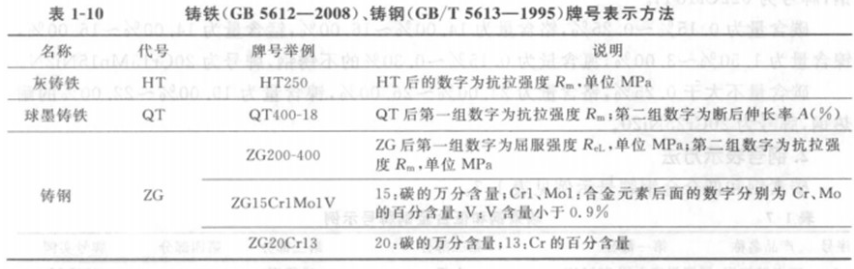 表 1-10 铸铁(GB 5612—2008)、铸钢(GB/T 5613—1995)牌号表示方法
名称 代号 牌号举例 说明
灰铸铁 HT HT250 HT 后的数字为抗拉强度 Rm,单位 MPa
球墨铸铁 QT QT400-18 QT 后第一组数字为抗拉强度 Rm;第二组数字为断后伸长率 A(%)
铸钢 ZG ZG200-400 ZG 后第一组数字为屈服强度 ReL,单位 MPa;第二组数字为抗拉强
度 Rm,单位 MPa
ZG15Cr1Mo1V 15:碳的万分含量;Cr1、Mo1:合金元素后面的数字分别为 Cr、Mo
的百分含量;V:V 含量小于 0.9%
ZG20Cr13 20:碳的万分含量;13:Cr 的百分含量